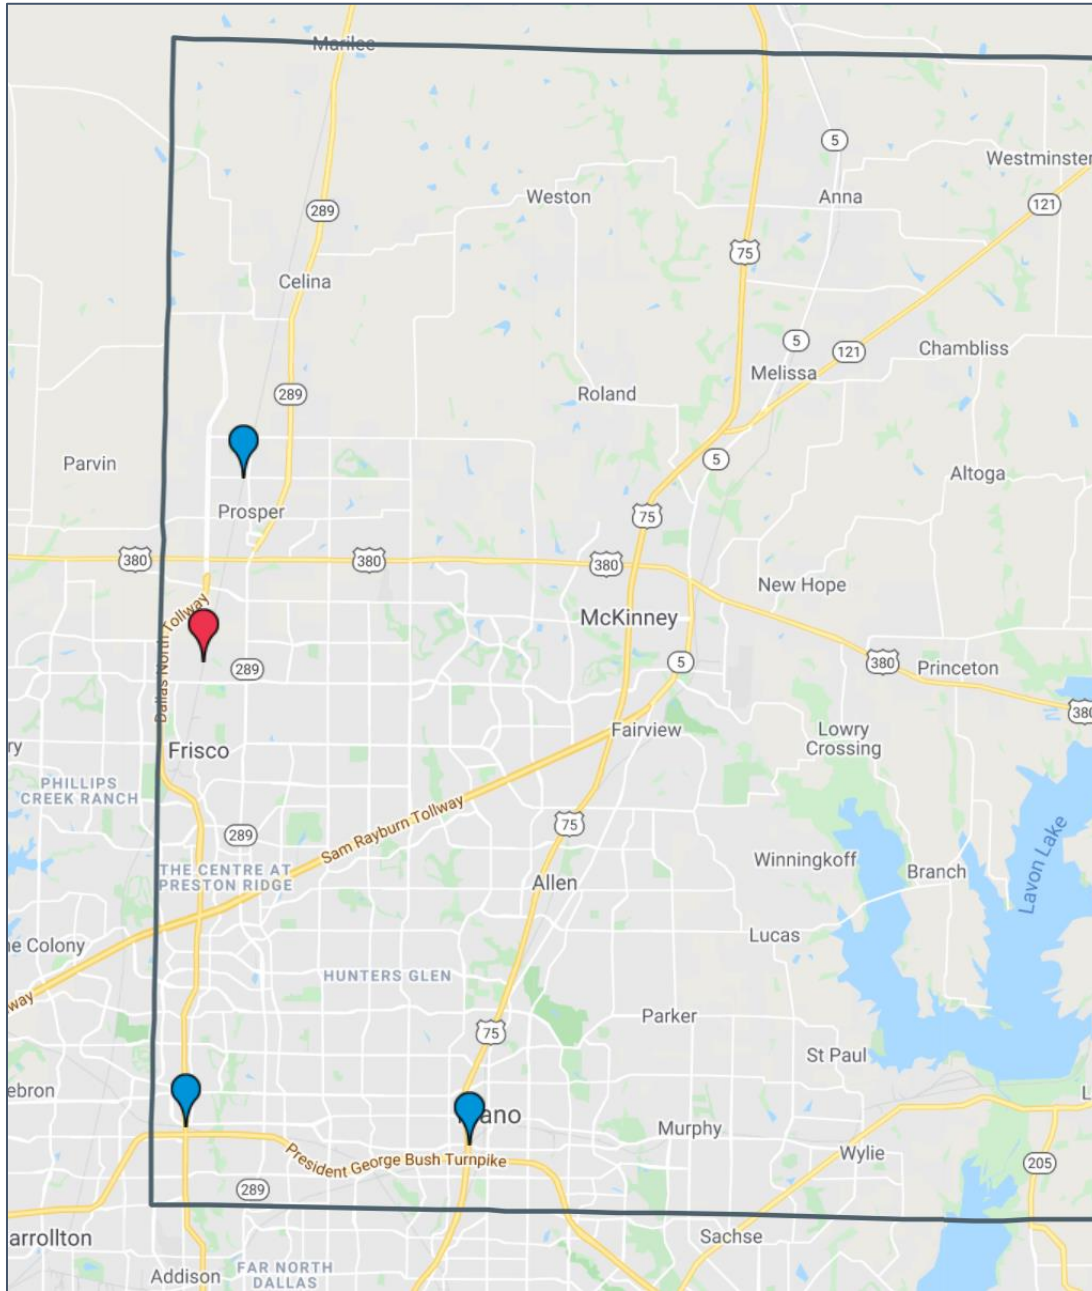 Marilee
5
Westminster
Weston
Anna
121
289
75
Celina
5
Chambliss
121
Melissa
289
Roland
Parvin
5
Altoga
Prosper
75
380
380
380
New Hope
Dallas North Tollway
McKinney
5
380
Princeton
289
380
Fairview
Lowry
Crossing
ry
Frisco
PHILLIPS
CREEK RANCH
Sam Rayburn Tollway
75
289
Lavon Lake
THE CENTRE AT
PRESTON RIDGE
Winningkoff
Branch
Allen
Lucas
e Colony
HUNTERS GLEN
way
Parker
75
St Paul
ebron
L
ano
Murphy
Wylie
President George Bush Turnpike
205
289
arrollton
Sachse
Addison
FAR NORTH
DALLAS